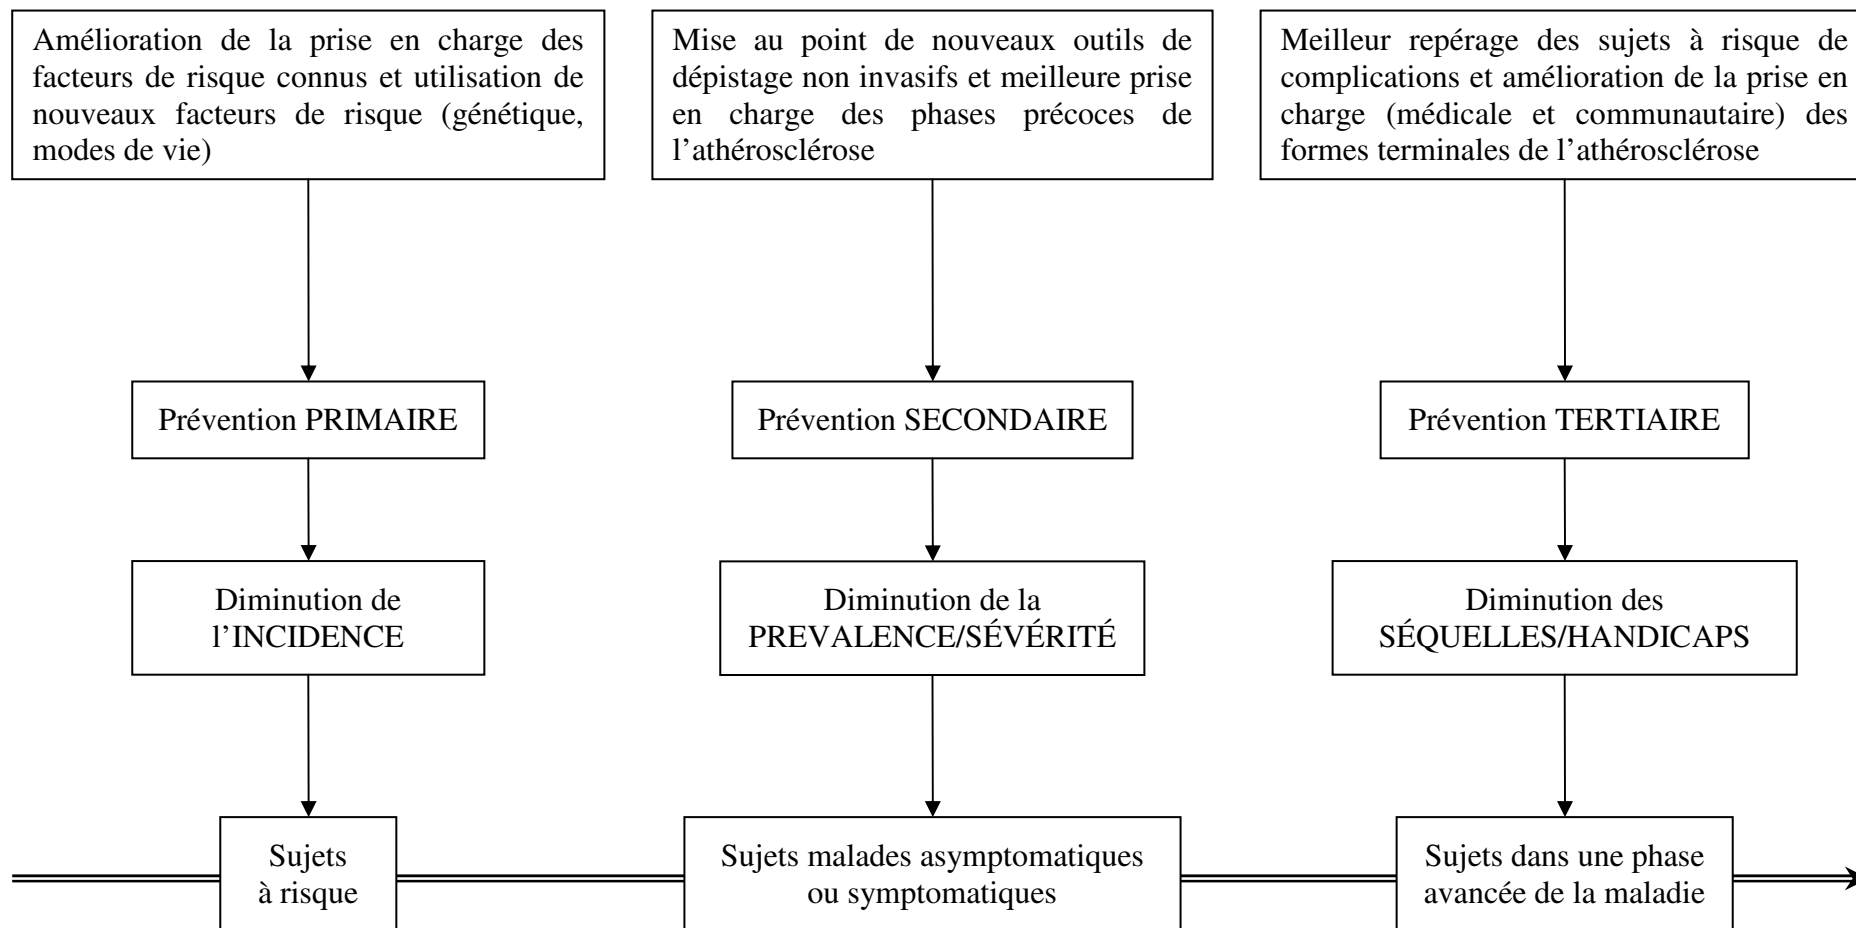 Amélioration de la prise en charge des
facteurs de risque connus et utilisation de
nouveaux facteurs de risque (génétique,
modes de vie)
Mise au point de nouveaux outils de
dépistage non invasifs et meilleure prise
en charge des phases précoces de
l’athérosclérose
Meilleur repérage des sujets à risque de
complications et amélioration de la prise en
charge (médicale et communautaire) des
formes terminales de l’athérosclérose
Prévention PRIMAIRE
Prévention SECONDAIRE
Prévention TERTIAIRE
Diminution de
l’INCIDENCE
Diminution de la
PREVALENCE/SÉVÉRITÉ
Diminution des
SÉQUELLES/HANDICAPS
Sujets
à risque
Sujets malades asymptomatiques
ou symptomatiques
Sujets dans une phase
avancée de la maladie